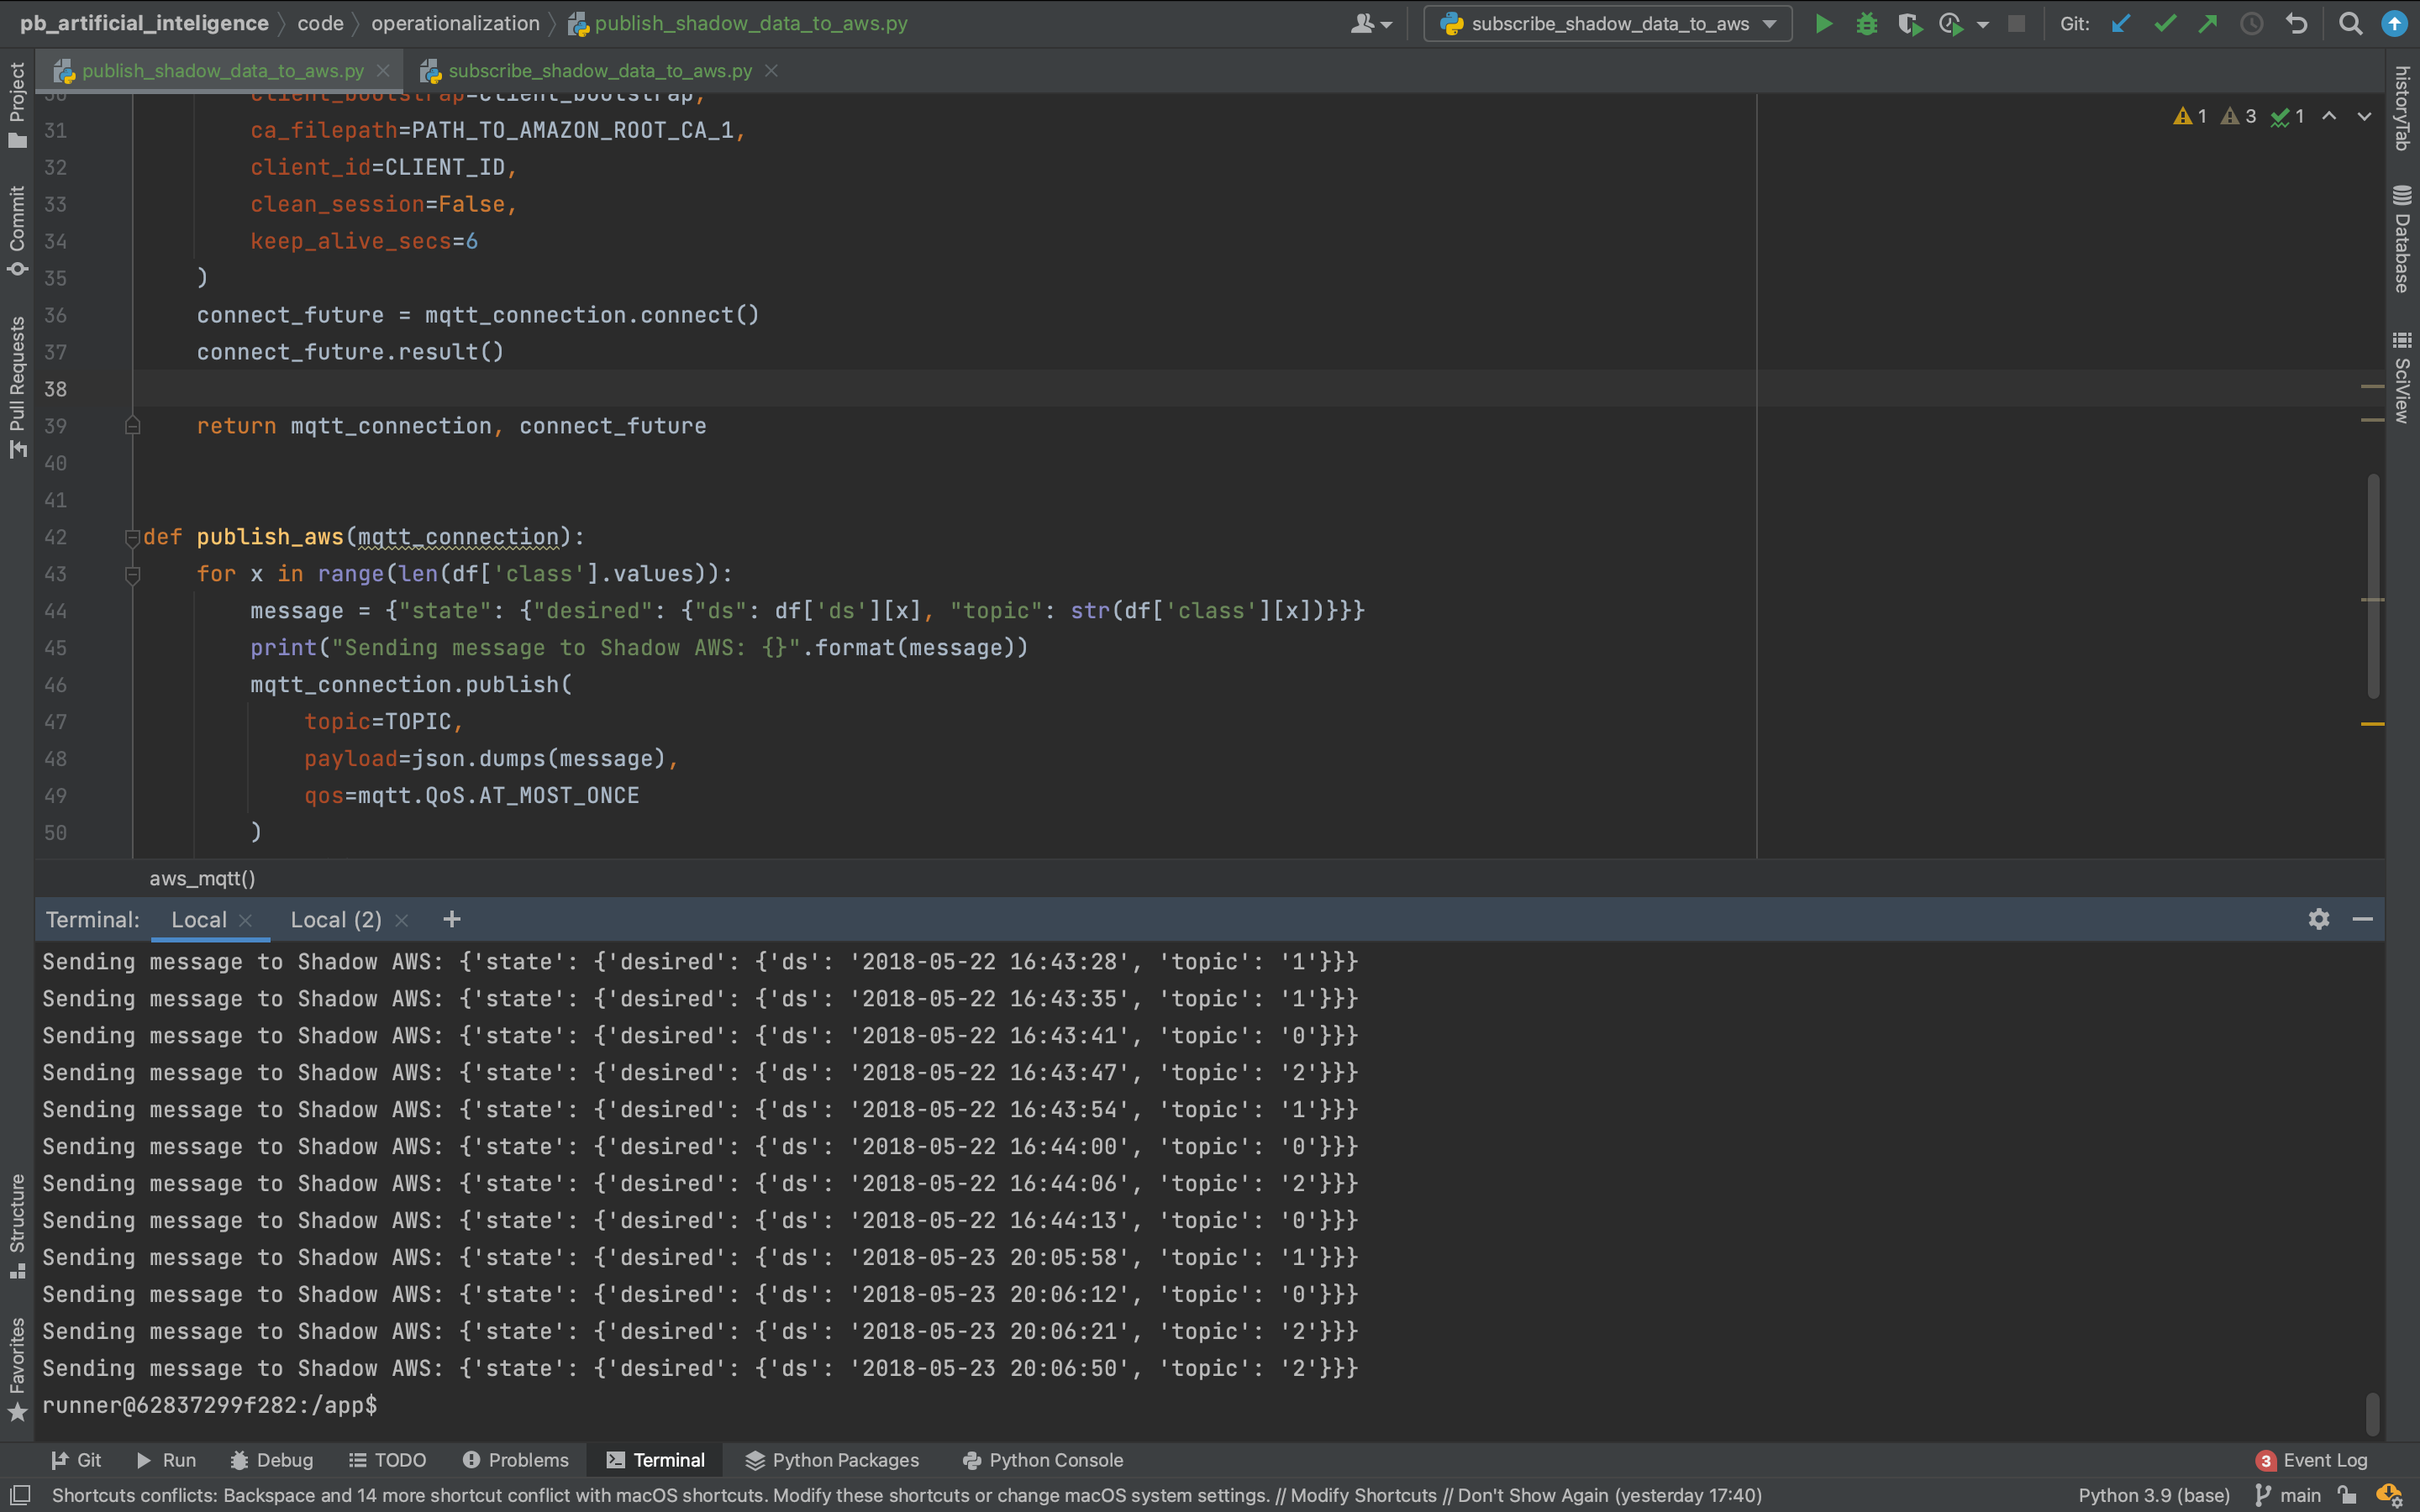 pb_artificial_inteligence code operationalization publish_shadow_data_to_aws.py subscribe_shadow_data_to_aws Git:
publish_shadow_data_to_aws.py subscribe_shadow_data_to_aws.py
30 client_bootstrap=client_bootstrap,
31 ca_filepath=PATH_TO_AMAZON_ROOT_CA_1, 1 3 1
32 client_id=CLIENT_ID,
33 clean_session=False,
34 keep_alive_secs=6
35 )
36 connect_future = mqtt_connection.connect()
37 connect_future.result()
38
39 return mqtt_connection, connect_future
40
41
42 def publish_aws(mqtt_connection):
43 for x in range(len(df['class'].values)):
44 message = {"state": {"desired": {"ds": df['ds'][x], "topic": str(df['class'][x])}}}
45 print("Sending message to Shadow AWS: {}".format(message))
46 mqtt_connection.publish(
47 topic=TOPIC,
48 payload=json.dumps(message),
49 qos=mqtt.QoS.AT_MOST_ONCE
50 )
aws_mqtt()
Project
Commit
Pull Requests
Structure
Favorites
historyTab
Database
SciView
Terminal: Local Local (2) +
Sending message to Shadow AWS: {'state': {'desired': {'ds': '2018-05-22 16:43:28', 'topic': '1'}}}
Sending message to Shadow AWS: {'state': {'desired': {'ds': '2018-05-22 16:43:35', 'topic': '1'}}}
Sending message to Shadow AWS: {'state': {'desired': {'ds': '2018-05-22 16:43:41', 'topic': '0'}}}
Sending message to Shadow AWS: {'state': {'desired': {'ds': '2018-05-22 16:43:47', 'topic': '2'}}}
Sending message to Shadow AWS: {'state': {'desired': {'ds': '2018-05-22 16:43:54', 'topic': '1'}}}
Sending message to Shadow AWS: {'state': {'desired': {'ds': '2018-05-22 16:44:00', 'topic': '0'}}}
Sending message to Shadow AWS: {'state': {'desired': {'ds': '2018-05-22 16:44:06', 'topic': '2'}}}
Sending message to Shadow AWS: {'state': {'desired': {'ds': '2018-05-22 16:44:13', 'topic': '0'}}}
Sending message to Shadow AWS: {'state': {'desired': {'ds': '2018-05-23 20:05:58', 'topic': '1'}}}
Sending message to Shadow AWS: {'state': {'desired': {'ds': '2018-05-23 20:06:12', 'topic': '0'}}}
Sending message to Shadow AWS: {'state': {'desired': {'ds': '2018-05-23 20:06:21', 'topic': '2'}}}
Sending message to Shadow AWS: {'state': {'desired': {'ds': '2018-05-23 20:06:50', 'topic': '2'}}}
runner@62837299f282:/app$
Git Run Debug TODO Problems Terminal Python Packages Python Console 3 Event Log
Shortcuts conflicts: Backspace and 14 more shortcut conflict with macOS shortcuts. Modify these shortcuts or change macOS system settings. // Modify Shortcuts // Don't Show Again (yesterday 17:40) Python 3.9 (base) main